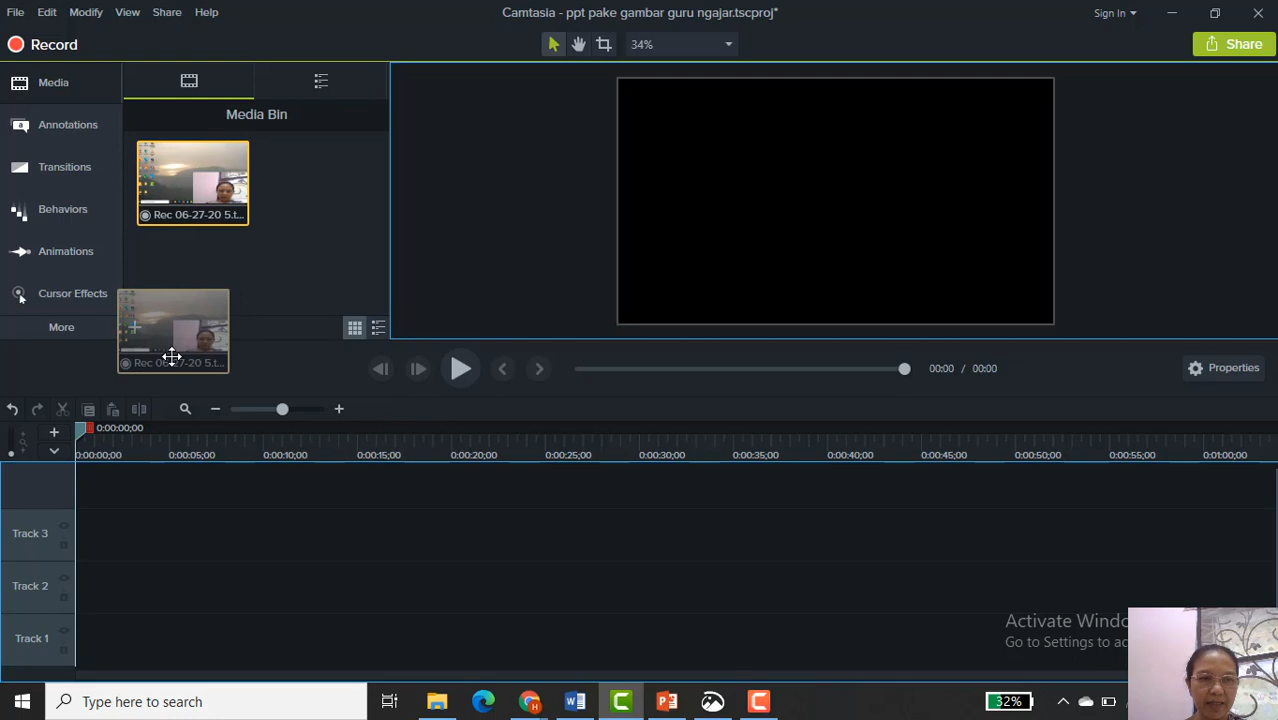 File Edit Modify View Share Help
Camtasia - ppt pake gambar guru ngajar.tscproj*
Sign In
Record
34%
Share
Media
Annotations
Transitions
Behaviors
Animations
Cursor Effects
More
Media Bin
Rec 06-27-20 5.t...
Rec 06-27-20 5.t...
00:00 / 00:00
Properties
0:00:00;00
0:00:00;00 0:00:05;00 0:00:10;00 0:00:15;00 0:00:20;00 0:00:25;00 0:00:30;00 0:00:35;00 0:00:40;00 0:00:45;00 0:00:50;00 0:00:55;00 0:01:00;00
Track 3
Track 2
Track 1
Activate Windo
Go to Settings to ac
Type here to search
32%